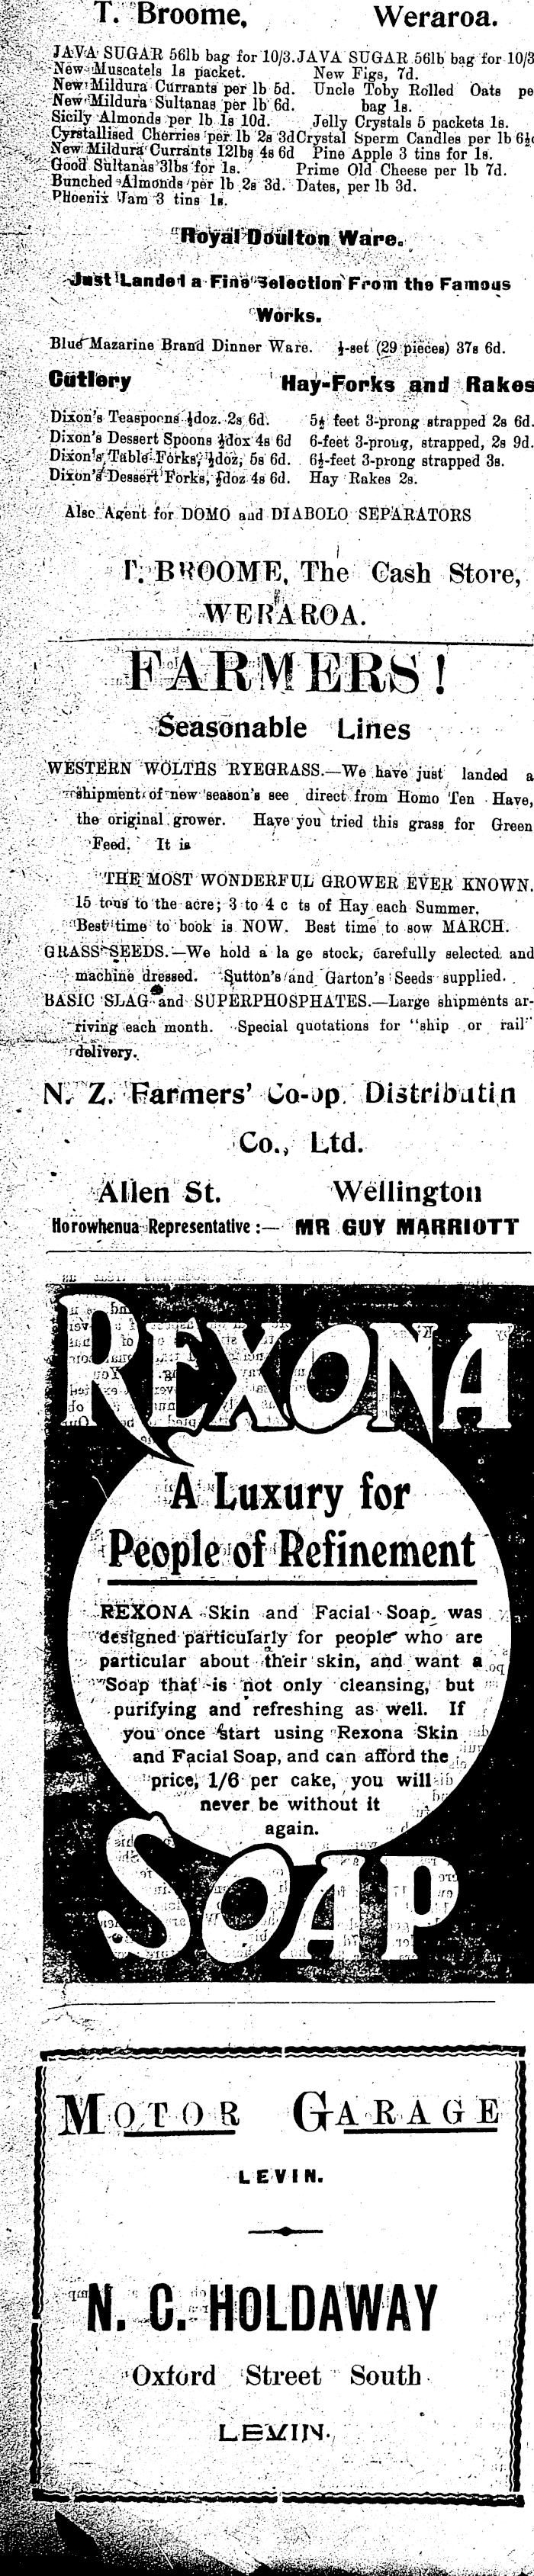 T. Broome, Weraroa.
JAVA SUGAR 56lb bag for 10/3.
New Muscatels 1s packet.
New Mildura Currants per lb 5d.
New Mildura Sultanas per lb 6d.
Sicily Almonds per lb 1s 10d.
Cyrstallised Cherries per lb 2s 3d
New Mildura Currants 12lbs 4s 6d
Good Sultanas 3lbs for 1s.
Bunched Almonds per lb 2s 3d.
Phoenix Jam 3 tins 1s.
JAVA SUGAR 56lb bag for 10/3
New Figs, 7d.
Uncle Toby Rolled Oats pe
bag 1s.
Jelly Crystals 5 packets 1s.
Crystal Sperm Candles per lb 6½
Pine Apple 3 tins for 1s.
Prime Old Cheese per lb 7d.
Dates, per lb 3d.
Royal Doulton Ware.
Just Landed a Fine Selection From the Famous
Works.
Blue Mazarine Brand Dinner Ware. ½-set (29 pieces) 37s 6d.
Cutlery
Dixon's Teaspoons ½doz. 2s 6d.
Dixon's Dessert Spoons ½dox 4s 6d
Dixon's Table Forks, ½doz, 5s 6d.
Dixon's Dessert Forks, ½doz 4s 6d.
Hay-Forks and Rakes
5½ feet 3-prong strapped 2s 6d.
6-feet 3-prong, strapped, 2s 9d.
6½-feet 3-prong strapped 3s.
Hay Rakes 2s.
Also Agent for DOMO and DIABOLO SEPARATORS
T. BROOME, The Cash Store,
WERAROA.
FARMERS!
Seasonable Lines
WESTERN WOLTHS RYEGRASS.—We have just landed a
shipment of new season's see direct from Homo Ten Have,
the original grower. Have you tried this grass for Green
Feed. It is
THE MOST WONDERFUL GROWER EVER KNOWN.
15 tons to the acre; 3 to 4 c ts of Hay each Summer.
Best time to book is NOW. Best time to sow MARCH.
GRASS SEEDS.—We hold a la ge stock, carefully selected and
machine dressed. Sutton's and Garton's Seeds supplied.
BASIC SLAG and SUPERPHOSPHATES.—Large shipments ar-
riving each month. Special quotations for "ship or rail"
delivery.
N. Z. Farmers' Co-op. Distributin
Co., Ltd.
Allen St. Wellington
Horowhenua Representative :— MR GUY MARRIOTT
REXONA
A Luxury for
People of Refinement
REXONA Skin and Facial Soap, was
designed particularly for people who are
particular about their skin, and want a
Soap that is not only cleansing, but
purifying and refreshing as well. If
you once start using Rexona Skin
and Facial Soap, and can afford the
price, 1/6 per cake, you will
never be without it
again.
SOAP
MOTOR GARAGE
LEVIN.
N. C. HOLDAWAY
Oxford Street South
LEVIN.